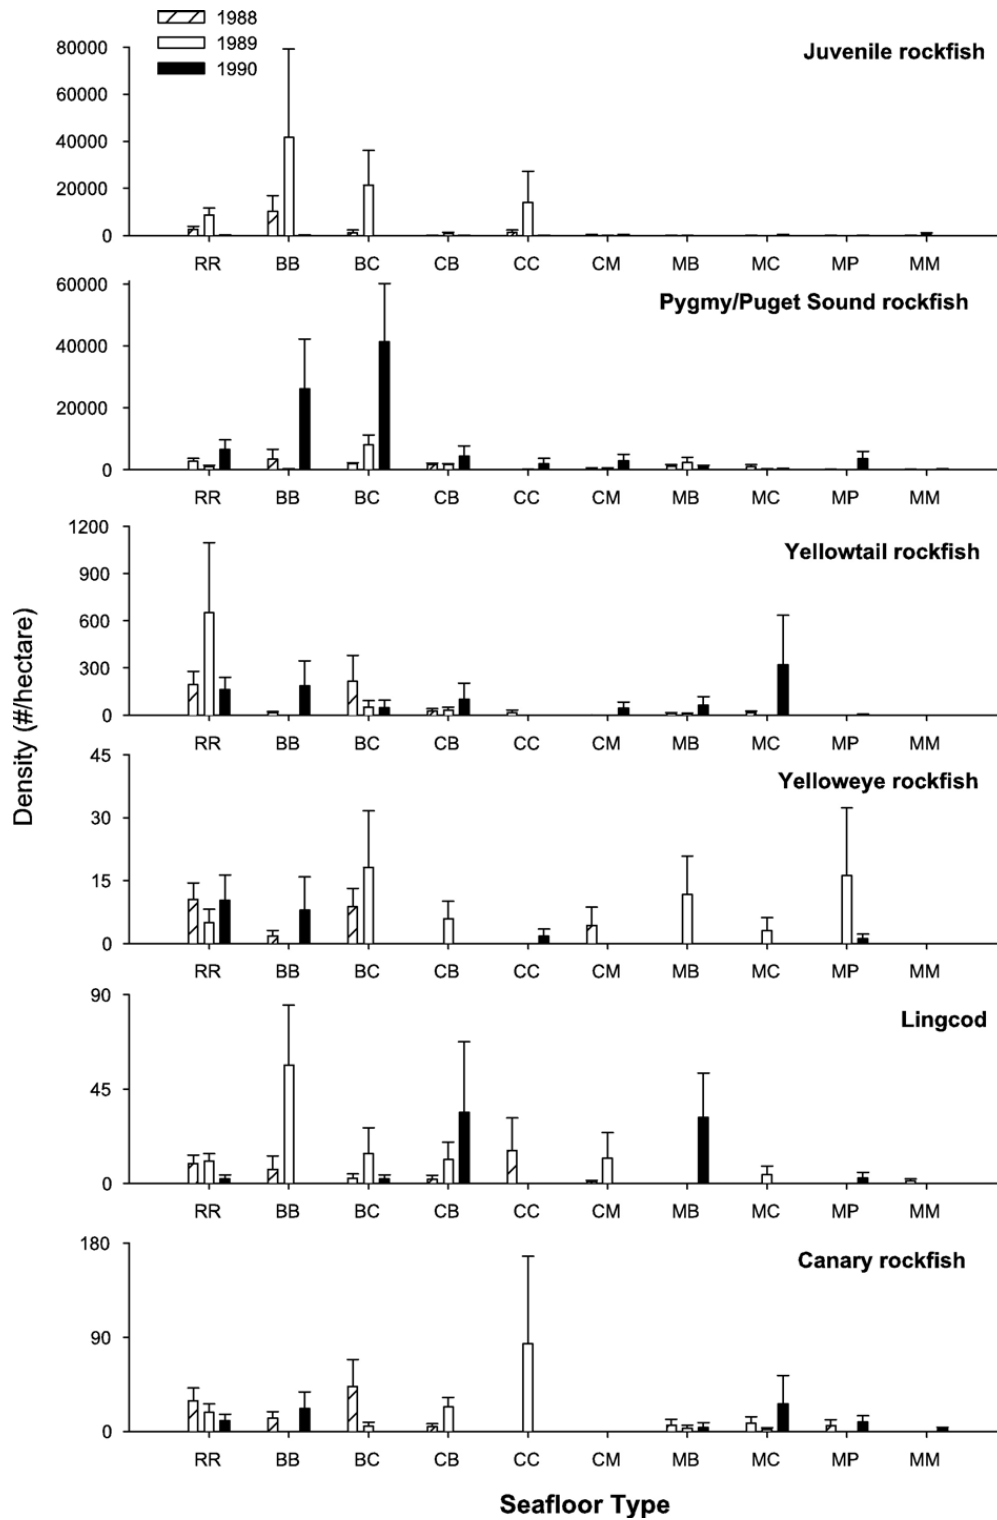 1988
1989
1990
Juvenile rockfish
80000
60000
40000
20000
0
RR BB BC CB CC CM MB MC MP MM
Pygmy/Puget Sound rockfish
60000
40000
20000
0
RR BB BC CB CC CM MB MC MP MM
Yellowtail rockfish
1200
900
600
300
0
RR BB BC CB CC CM MB MC MP MM
Density (#/hectare)
Yelloweye rockfish
45
30
15
0
RR BB BC CB CC CM MB MC MP MM
Lingcod
90
45
0
RR BB BC CB CC CM MB MC MP MM
Canary rockfish
180
90
0
RR BB BC CB CC CM MB MC MP MM
Seafloor Type